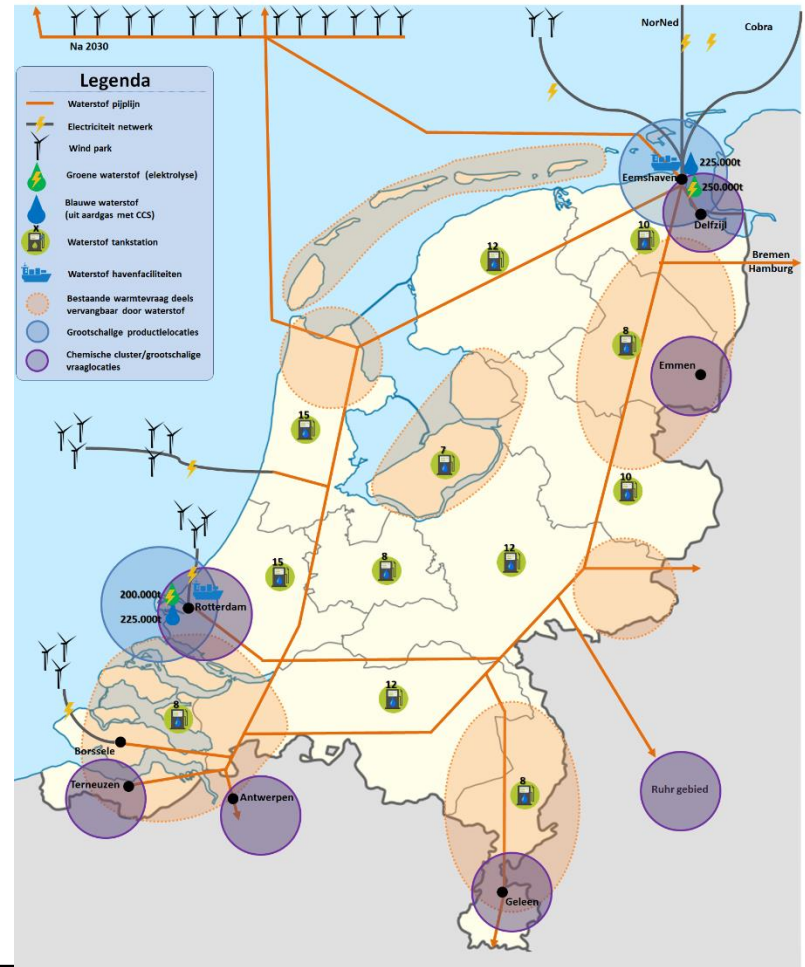 NorNed
Cobra
Na 2030
Legenda
Waterstof pijplijn
Electriciteit netwerk
Wind park
Groene waterstof (elektrolyse)
Blauwe waterstof
(uit aardgas met CCS)
X
Waterstof tankstation
Waterstof havenfaciliteiten
Bestaande warmtevraag deels
vervangbaar door waterstof
Grootschalige productielocaties
Chemische cluster/grootschalige
vraaglocaties
225.000t
Eemshaven
250.000t
Delfzijl
10
12
Bremen
Hamburg
8
Emmen
15
7
10
15
8
12
200.000t
Rotterdam
225.000t
12
8
Borssele
Terneuzen
Antwerpen
8
Ruhr gebied
Geleen